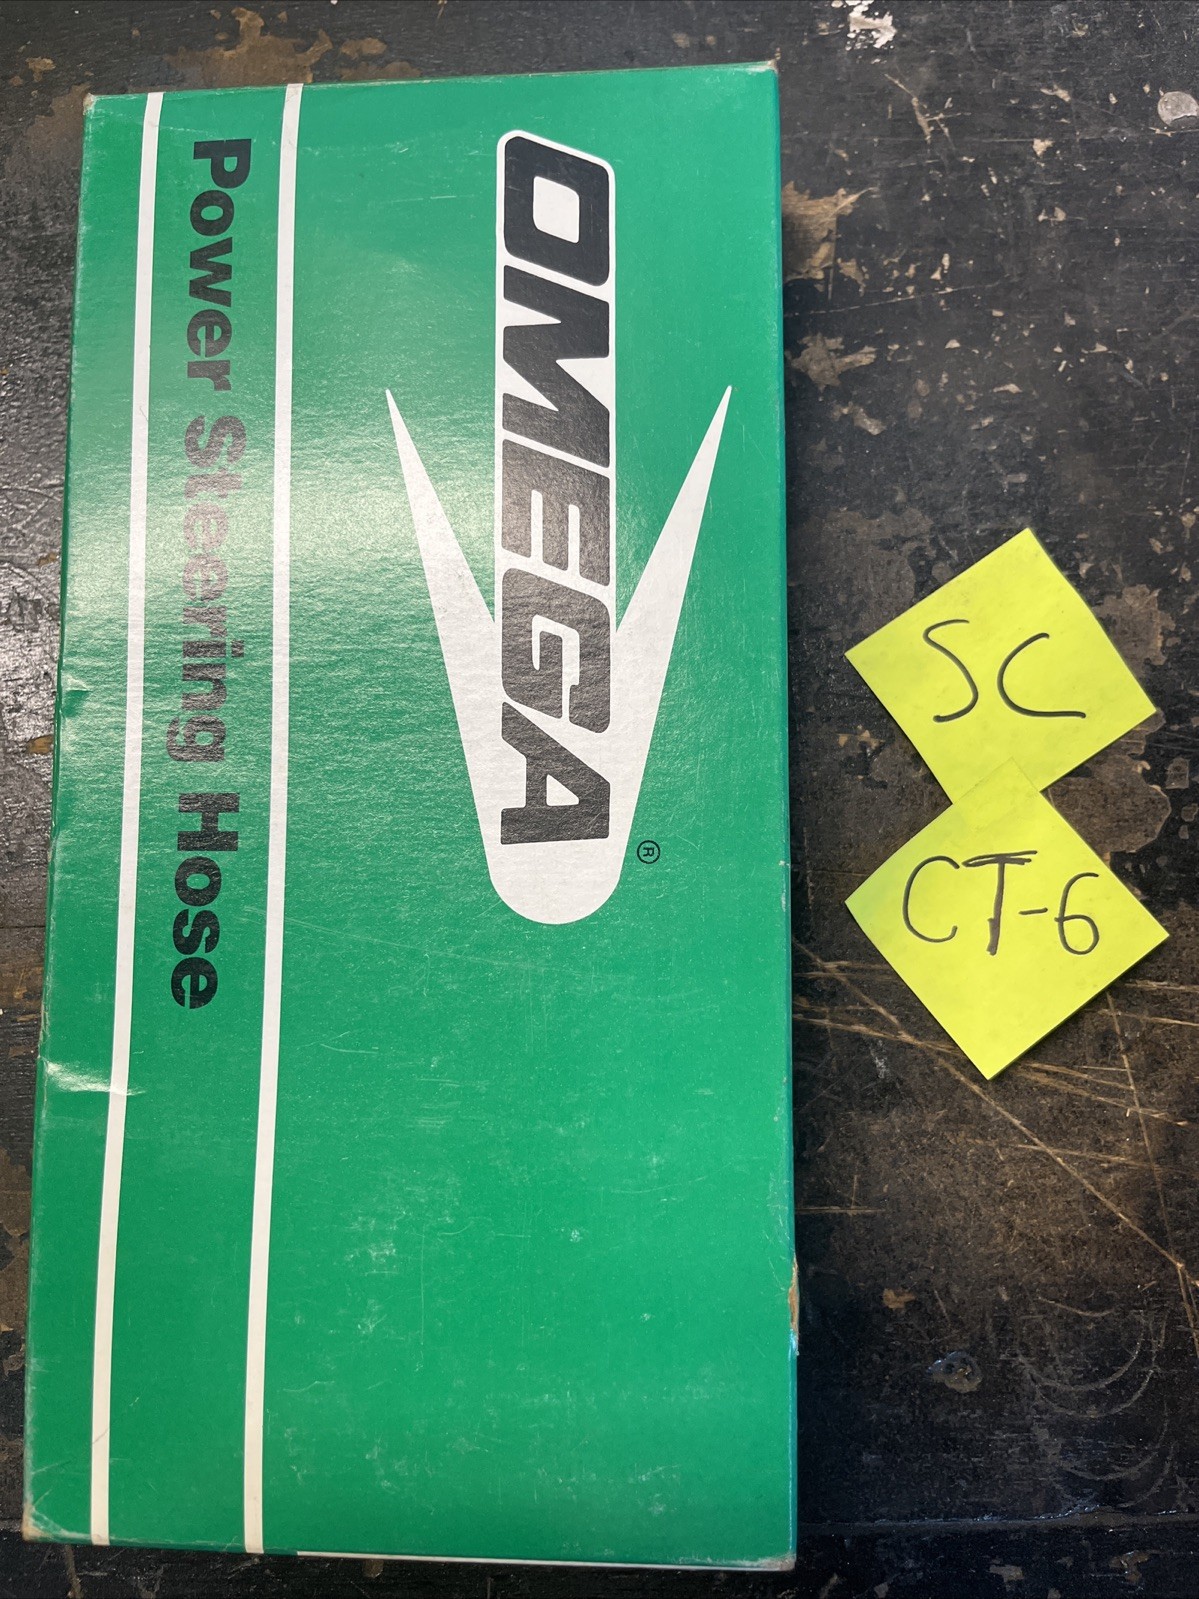 OMEGA®
Power Steering Hose
SC
CT-6